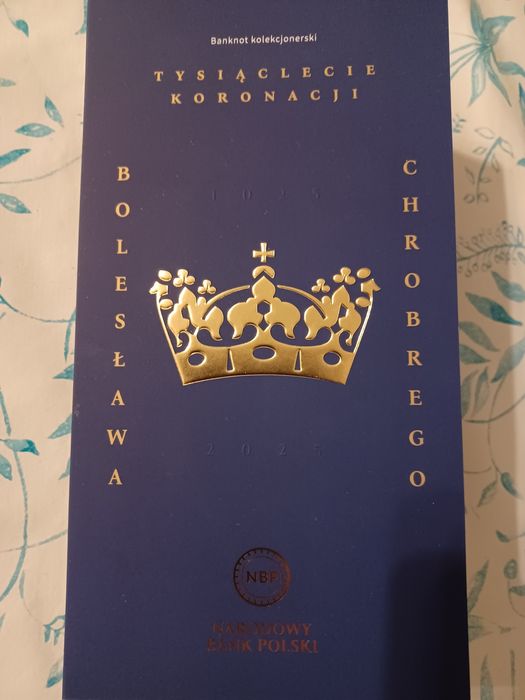 Banknot kolekcjonerski
TYSIĄCLECIE
KORONACJI
BOLESŁAWA
CHROBREGO
1025
2025
NBP
NARODOWY
BANK POLSKI